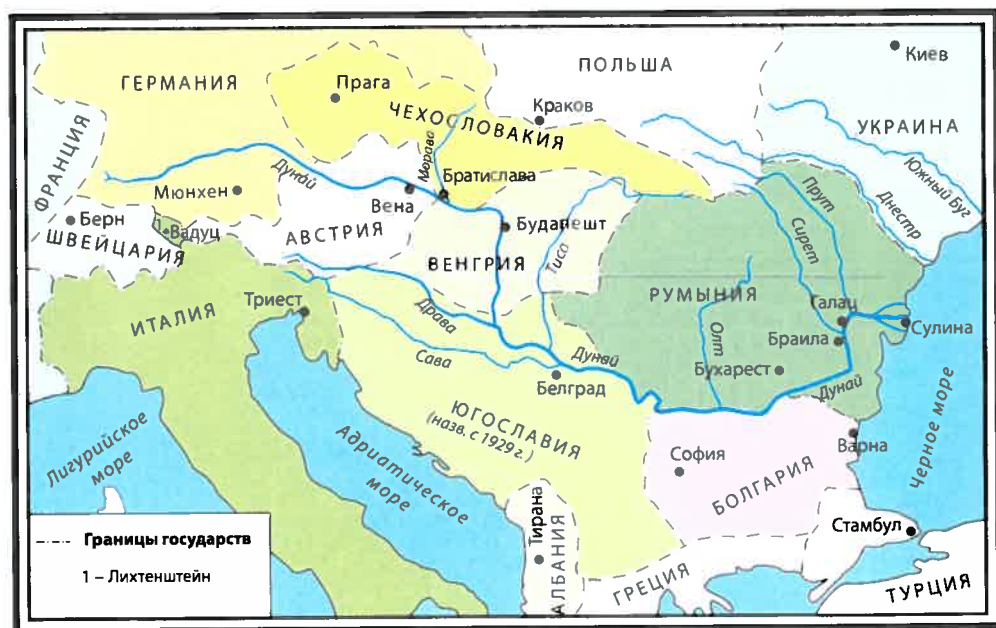 ГЕРМАНИЯ
Прага
ПОЛЬША
Киев
ЧЕХОСЛОВАКИЯ
Краков
УКРАИНА
ФРАНЦИЯ
Дунай
Морава
Братислава
Южный Буг
Мюнхен
Вена
Прут
Днестр
Берн
1
Вадуц
ШВЕЙЦАРИЯ
АВСТРИЯ
Будапешт
Тиса
Сирет
ВЕНГРИЯ
ИТАЛИЯ
Триест
РУМЫНИЯ
Галац
Сулина
Драва
Олт
Браила
Сава
Дунай
Белград
Бухарест
Дунай
ЮГОСЛАВИЯ
(назв. с 1929 г.)
Черное море
Лигурийское
море
Адриатическое
море
София
Варна
БОЛГАРИЯ
Тирана
АЛБАНИЯ
Стамбул
ГРЕЦИЯ
ТУРЦИЯ
Границы государств
1 – Лихтенштейн